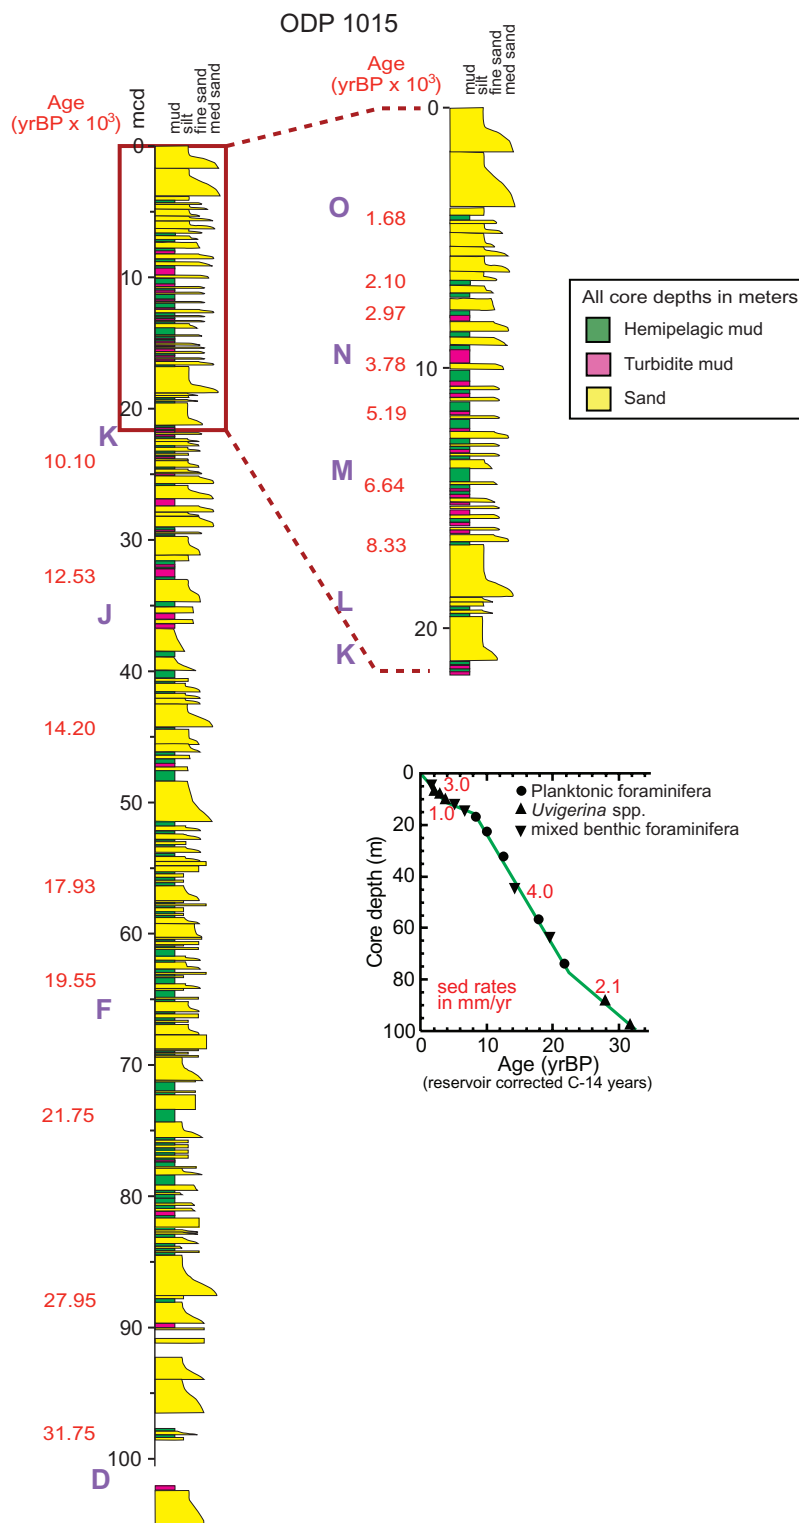 ODP 1015
Age
(yrBP x 10³)
mcd
mud
silt
fine sand
med sand
0
10
20
30
40
50
60
70
80
90
100
K
10.10
12.53
J
14.20
17.93
19.55
F
21.75
27.95
31.75
D
Age
(yrBP x 10³)
mud
silt
fine sand
med sand
0
10
20
O
1.68
2.10
2.97
N
3.78
5.19
M
6.64
8.33
L
K
All core depths in meters
Hemipelagic mud
Turbidite mud
Sand
0
20
40
60
80
100
Core depth (m)
3.0
1.0
4.0
2.1
Planktonic foraminifera
Uvigerina spp.
mixed benthic foraminifera
sed rates
in mm/yr
0 10 20 30
Age (yrBP)
(reservoir corrected C-14 years)